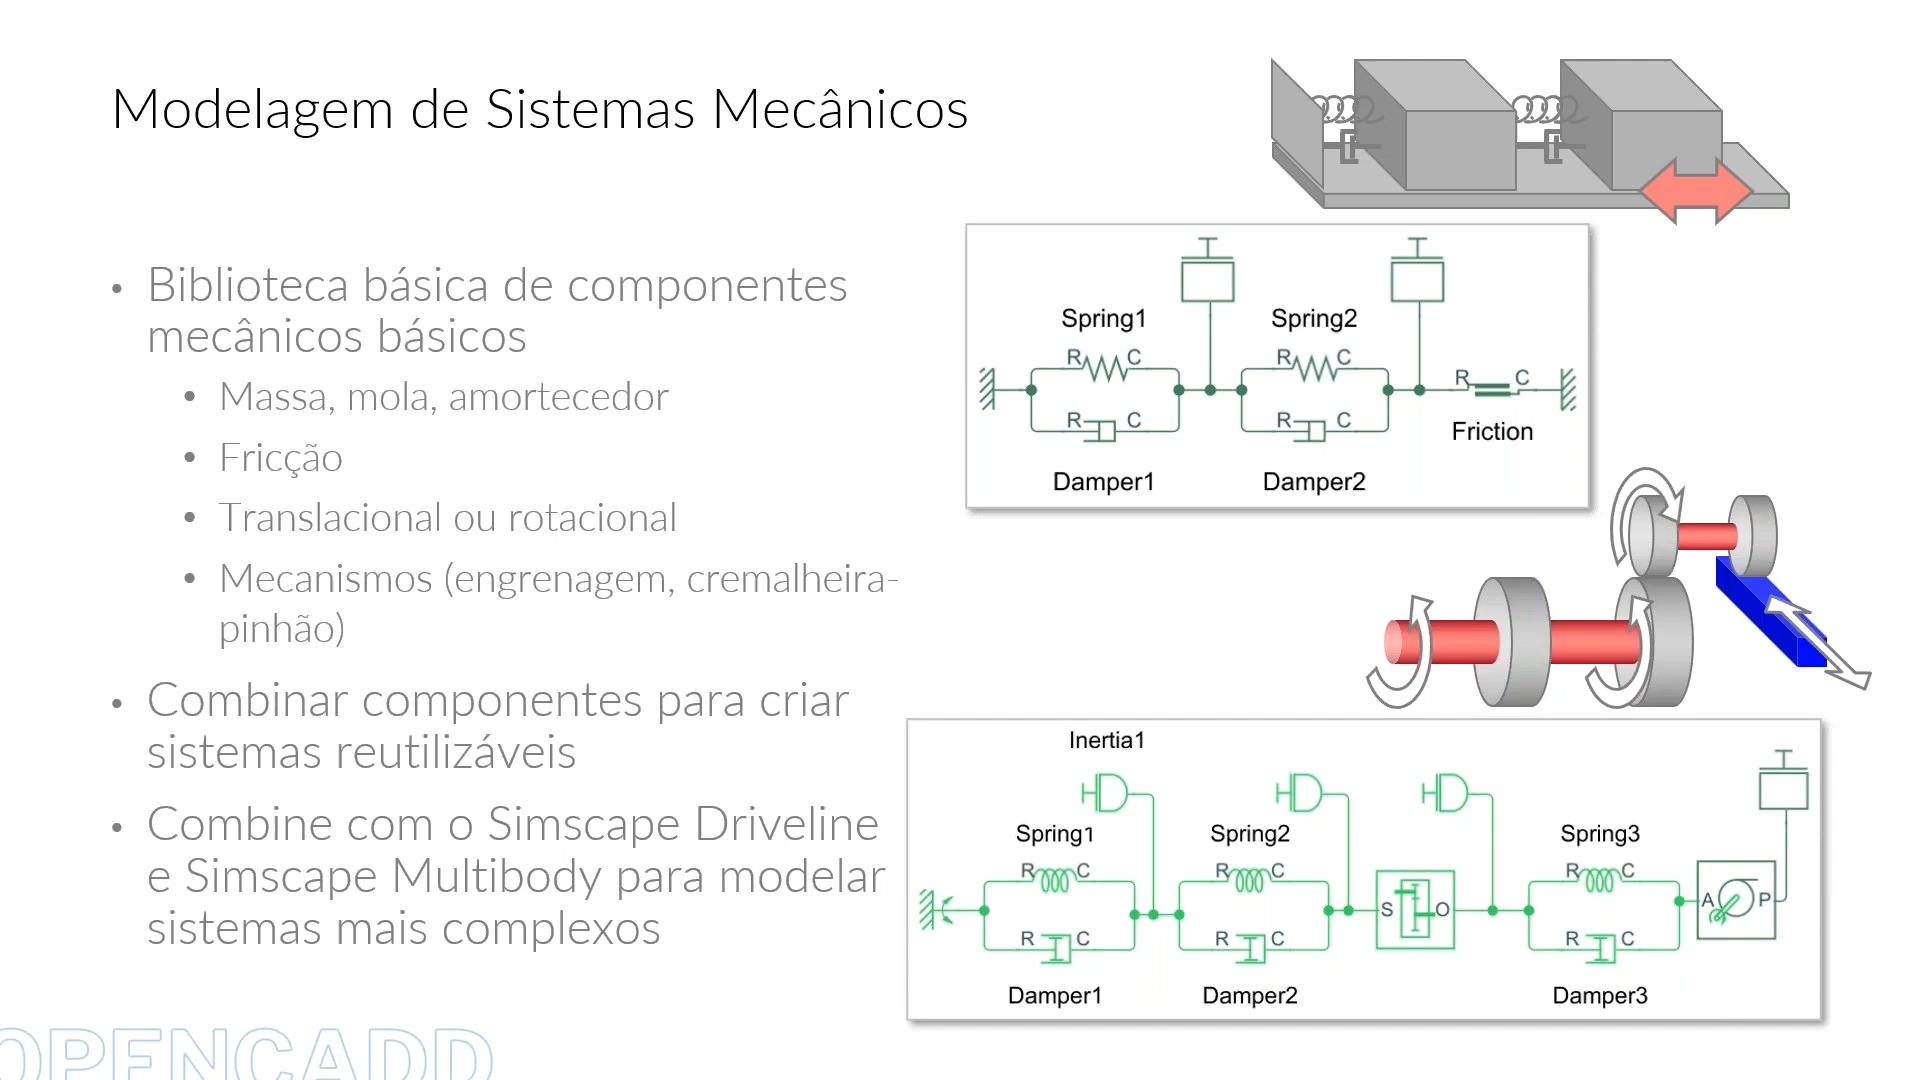 Modelagem de Sistemas Mecânicos
• Biblioteca básica de componentes
mecânicos básicos
• Massa, mola, amortecedor
• Fricção
• Translacional ou rotacional
• Mecanismos (engrenagem, cremalheira-
pinhão)
• Combinar componentes para criar
sistemas reutilizáveis
• Combine com o Simscape Driveline
e Simscape Multibody para modelar
sistemas mais complexos
Spring1 Spring2
R C R C
R C
R C R C
Friction
Damper1 Damper2
Inertia1
Spring1 Spring2 Spring3
R C R C R C
S O A P
R C R C R C
Damper1 Damper2 Damper3
OPENCADD